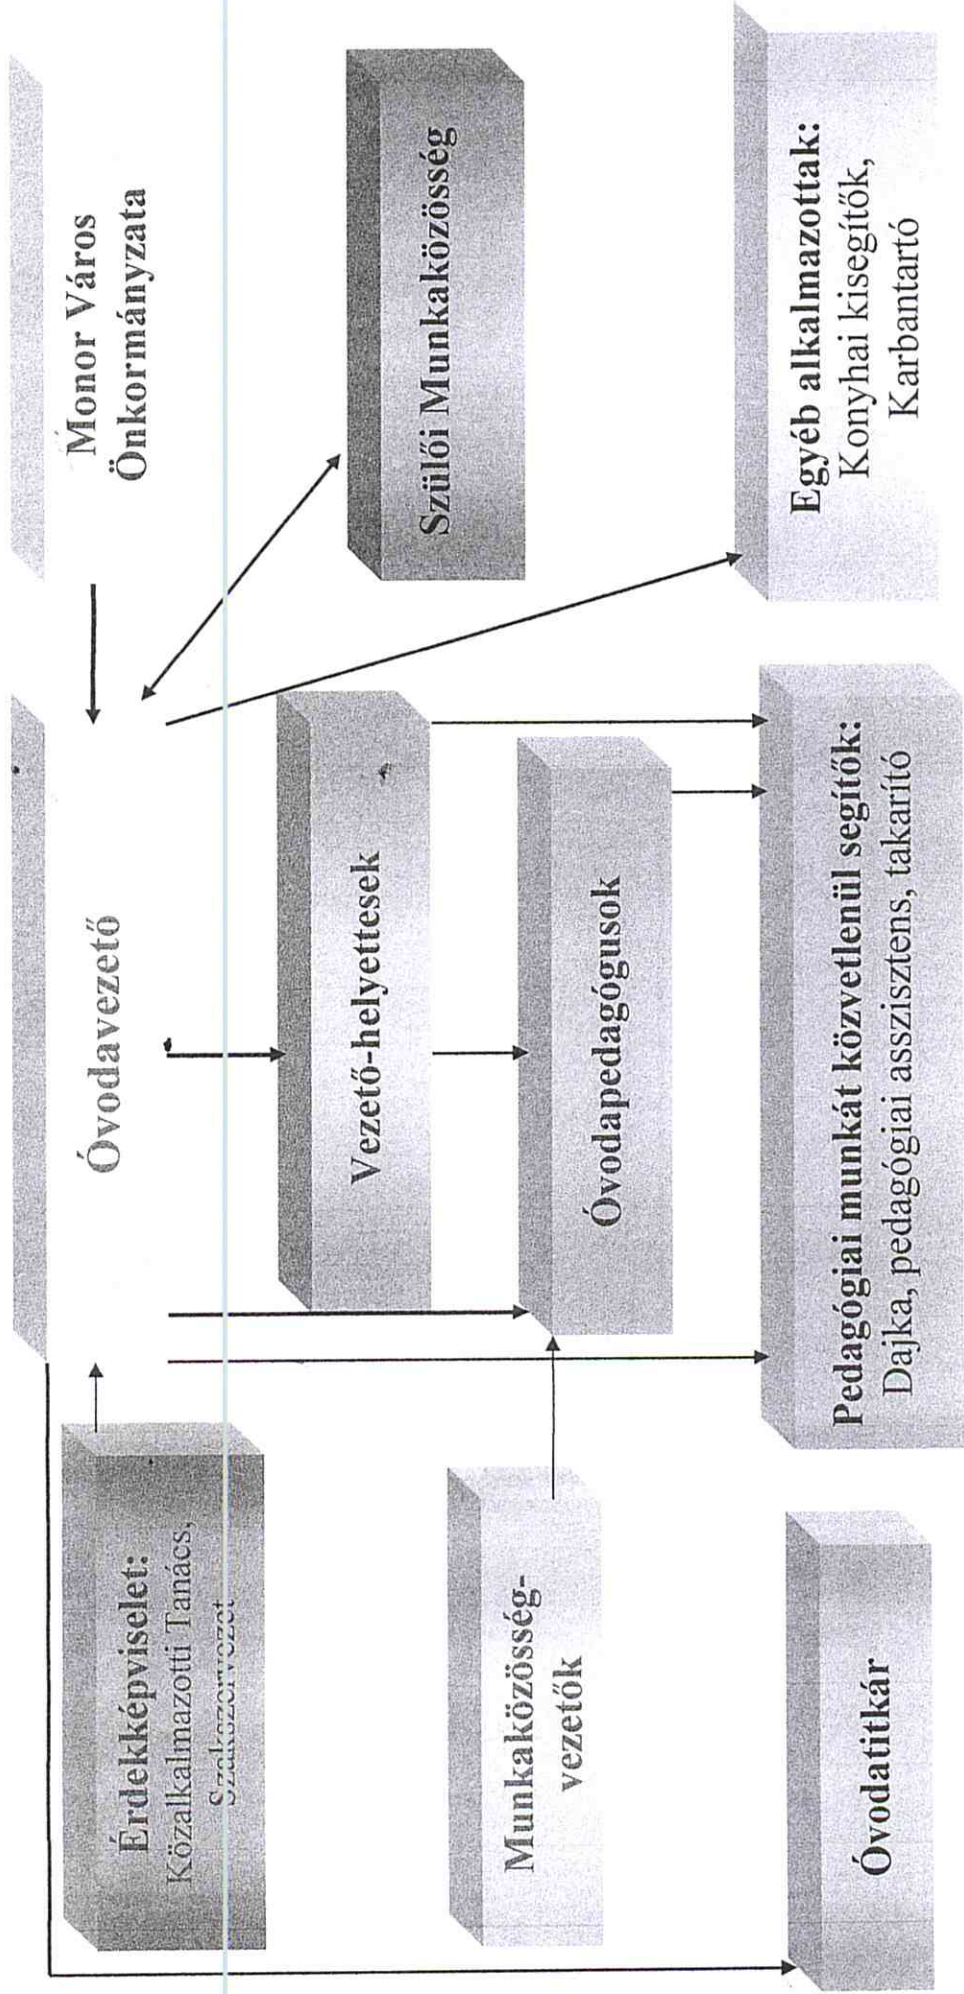 Monor Város
Önkormányzata
Óvodavezető
Érdekképviselet:
Közalkalmazotti Tanács,
Szakszervezet
Szülői Munkaközösség
Vezető-helyettesek
Munkaközösség-
vezetők
Óvodapedagógusok
Óvodatitkár
Pedagógiai munkát közvetlenül segítők:
Dajka, pedagógiai asszisztens, takarító
Egyéb alkalmazottak:
Konyhai kisegítők,
Karbantartó